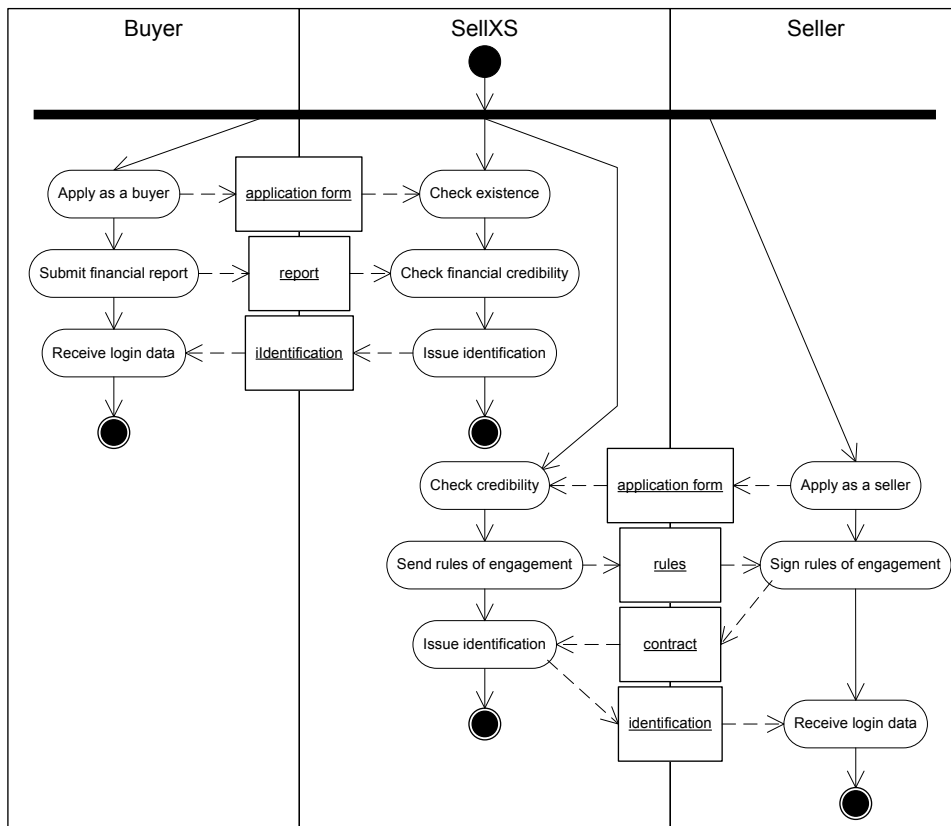 Buyer
SellXS
Seller
Apply as a buyer
application form
Check existence
Submit financial report
report
Check financial credibility
Receive login data
iIdentification
Issue identification
Check credibility
application form
Apply as a seller
Send rules of engagement
rules
Sign rules of engagement
Issue identification
contract
identification
Receive login data